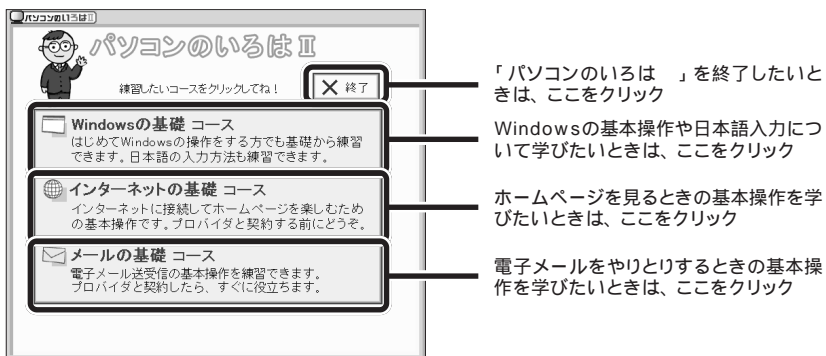 パソコンのいろはⅡ
パソコンのいろはⅡ
練習したいコースをクリックしてね！
× 終了
Windowsの基礎 コース
はじめてWindowsの操作をする方でも基礎から練習
できます。日本語の入力方法も練習できます。
インターネットの基礎 コース
インターネットに接続してホームページを楽しむため
の基本操作です。プロバイダと契約する前にどうぞ。
メールの基礎 コース
電子メール送受信の基本操作を練習できます。
プロバイダと契約したら、すぐに役立ちます。
「パソコンのいろは　」を終了したいと
きは、ここをクリック
Windowsの基本操作や日本語入力につ
いて学びたいときは、ここをクリック
ホームページを見るときの基本操作を学
びたいときは、ここをクリック
電子メールをやりとりするときの基本操
作を学びたいときは、ここをクリック